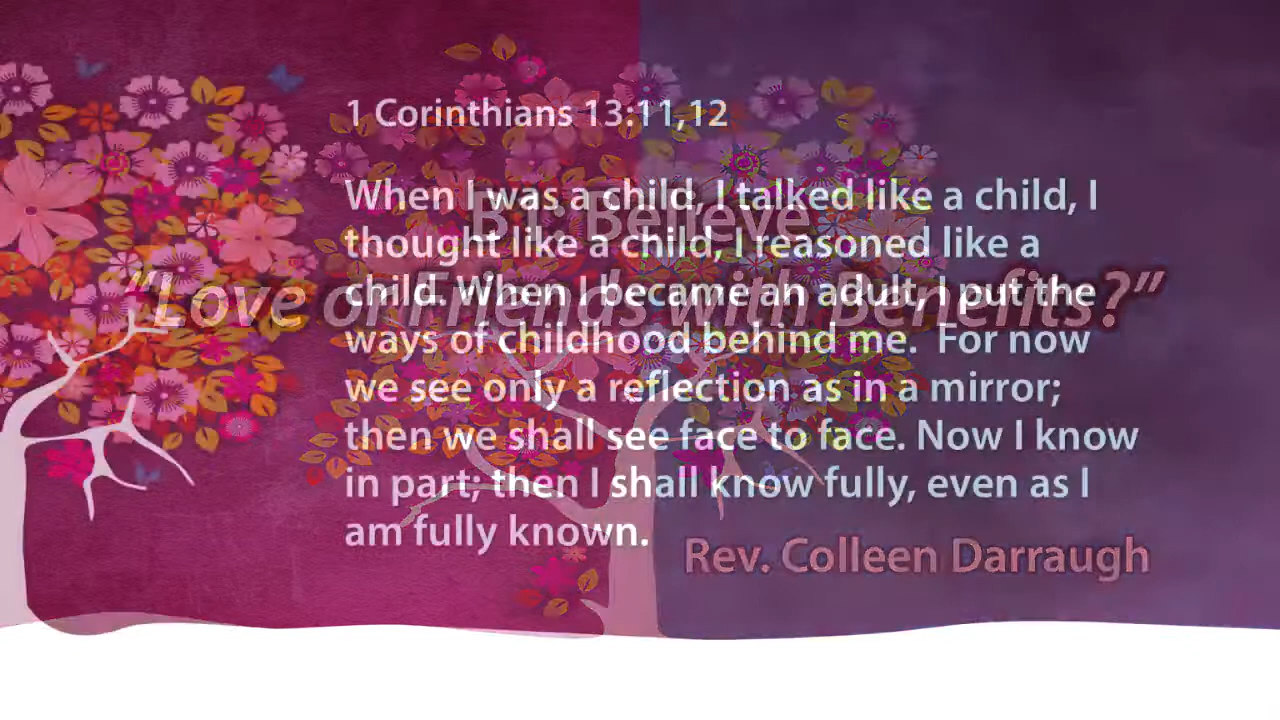 1 Corinthians 13:11,12
When I was a child, I talked like a child, I
B1: Believe
thought like a child, I reasoned like a
“Love or Friends with Benefits?”
child. When I became an adult, I put the
ways of childhood behind me.  For now
we see only a reflection as in a mirror;
then we shall see face to face. Now I know
in part; then I shall know fully, even as I
am fully known.
Rev. Colleen Darraugh